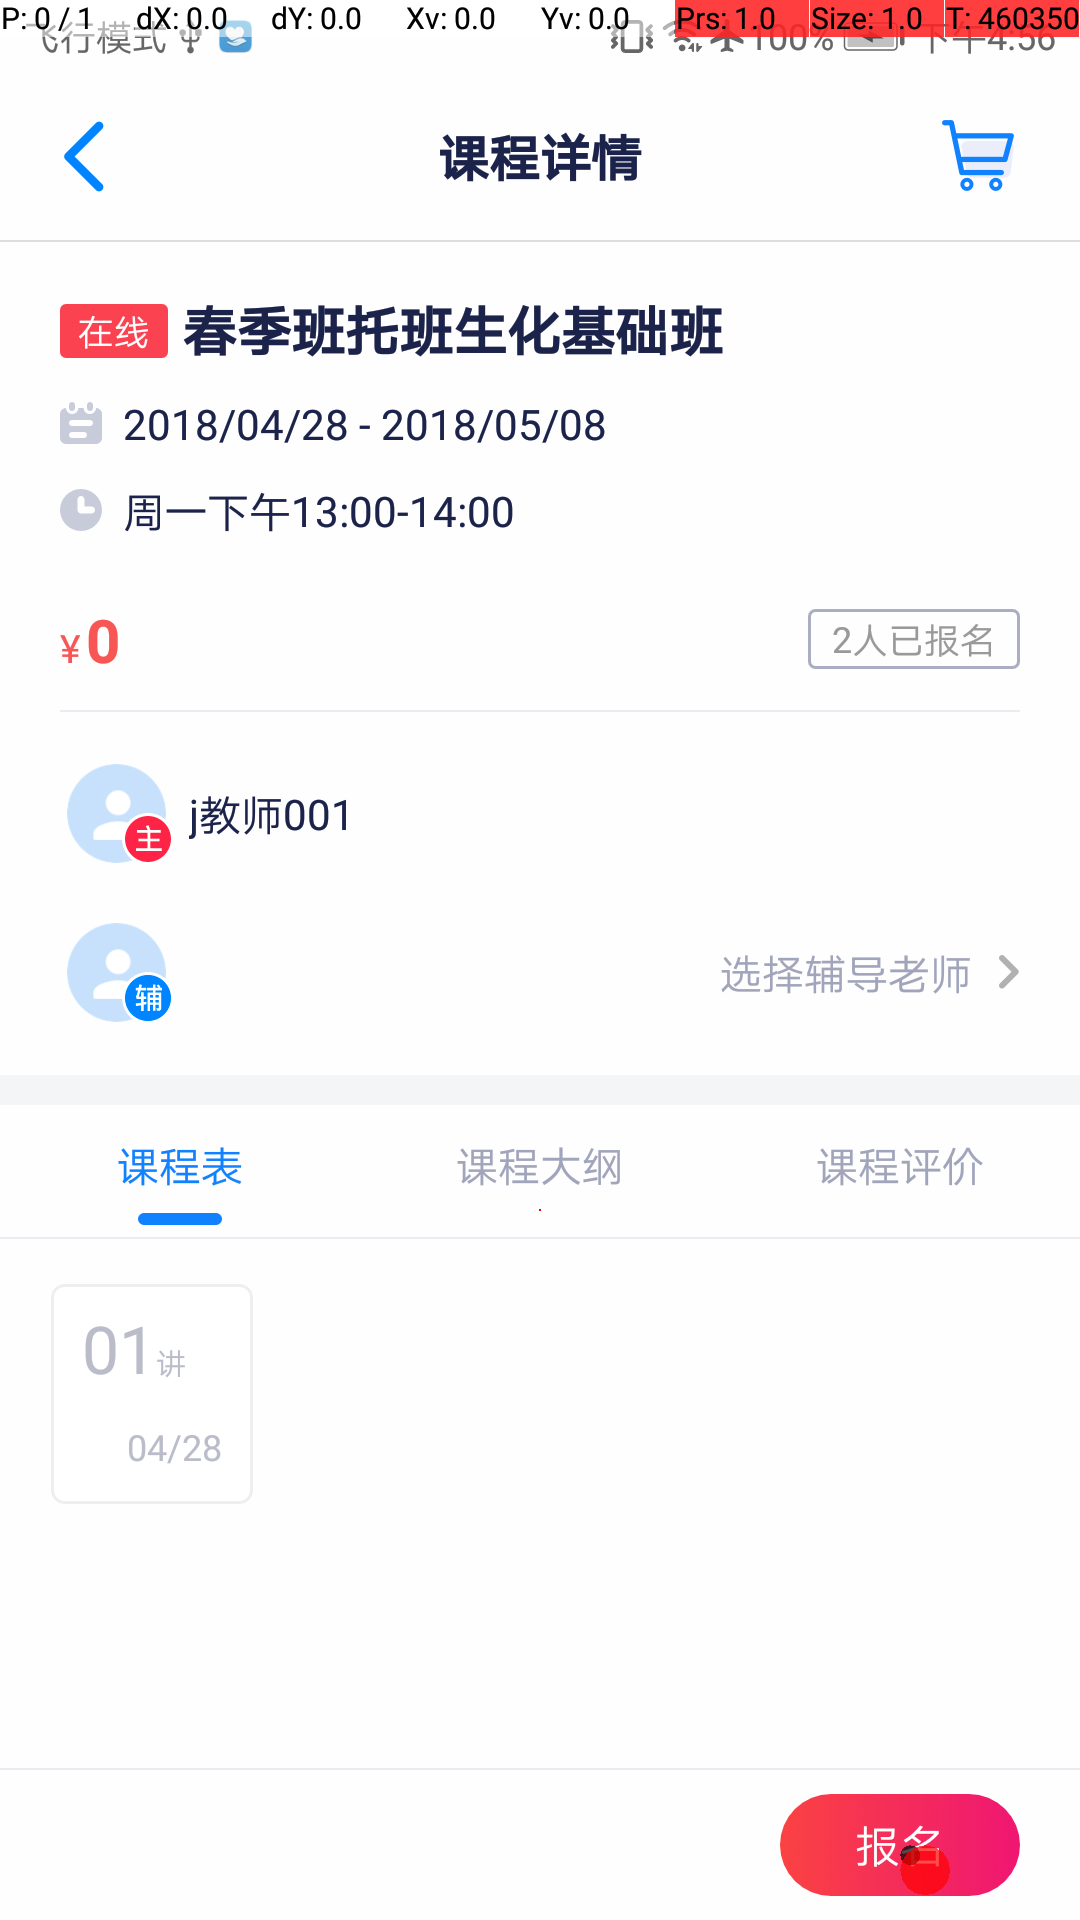 P: 0 / 1 dX: 0.0 dY: 0.0 Xv: 0.0 Yv: 0.0 Prs: 1.0 Size: 1.0 T: 460350
飞行模式 100% 下午4:56
课程详情
在线 春季班托班生化基础班
2018/04/28 - 2018/05/08
周一下午13:00-14:00
¥0 2人已报名
j教师001
主
辅 选择辅导老师
课程表 课程大纲 课程评价
01讲
04/28
报名